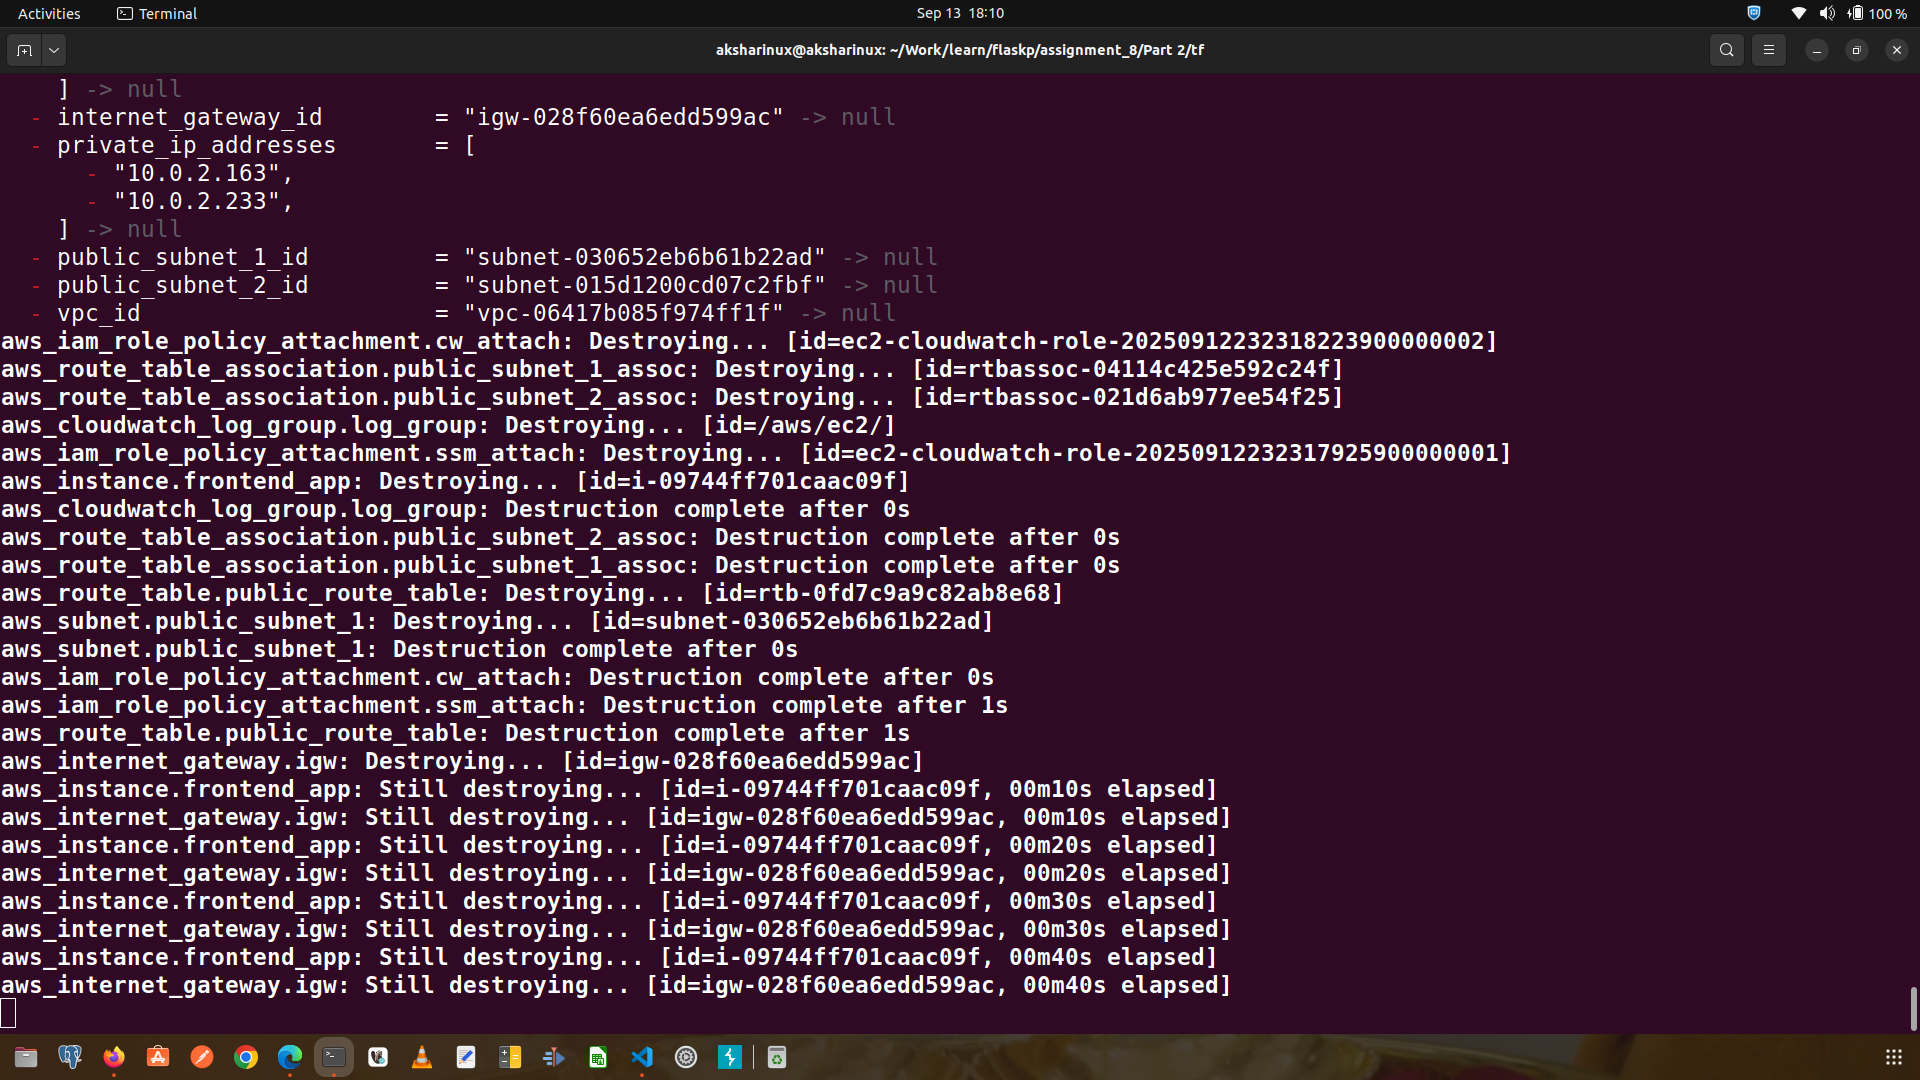 Activities
Terminal
Sep 13 18:10
100 %
aksharinux@aksharinux: ~/Work/learn/flaskp/assignment_8/Part 2/tf
] -> null
- internet_gateway_id = "igw-028f60ea6edd599ac" -> null
- private_ip_addresses = [
- "10.0.2.163",
- "10.0.2.233",
] -> null
- public_subnet_1_id = "subnet-030652eb6b61b22ad" -> null
- public_subnet_2_id = "subnet-015d1200cd07c2fbf" -> null
- vpc_id = "vpc-06417b085f974ff1f" -> null
aws_iam_role_policy_attachment.cw_attach: Destroying... [id=ec2-cloudwatch-role-20250912232318223900000002]
aws_route_table_association.public_subnet_1_assoc: Destroying... [id=rtbassoc-04114c425e592c24f]
aws_route_table_association.public_subnet_2_assoc: Destroying... [id=rtbassoc-021d6ab977ee54f25]
aws_cloudwatch_log_group.log_group: Destroying... [id=/aws/ec2/]
aws_iam_role_policy_attachment.ssm_attach: Destroying... [id=ec2-cloudwatch-role-20250912232317925900000001]
aws_instance.frontend_app: Destroying... [id=i-09744ff701caac09f]
aws_cloudwatch_log_group.log_group: Destruction complete after 0s
aws_route_table_association.public_subnet_2_assoc: Destruction complete after 0s
aws_route_table_association.public_subnet_1_assoc: Destruction complete after 0s
aws_route_table.public_route_table: Destroying... [id=rtb-0fd7c9a9c82ab8e68]
aws_subnet.public_subnet_1: Destroying... [id=subnet-030652eb6b61b22ad]
aws_subnet.public_subnet_1: Destruction complete after 0s
aws_iam_role_policy_attachment.cw_attach: Destruction complete after 0s
aws_iam_role_policy_attachment.ssm_attach: Destruction complete after 1s
aws_route_table.public_route_table: Destruction complete after 1s
aws_internet_gateway.igw: Destroying... [id=igw-028f60ea6edd599ac]
aws_instance.frontend_app: Still destroying... [id=i-09744ff701caac09f, 00m10s elapsed]
aws_internet_gateway.igw: Still destroying... [id=igw-028f60ea6edd599ac, 00m10s elapsed]
aws_instance.frontend_app: Still destroying... [id=i-09744ff701caac09f, 00m20s elapsed]
aws_internet_gateway.igw: Still destroying... [id=igw-028f60ea6edd599ac, 00m20s elapsed]
aws_instance.frontend_app: Still destroying... [id=i-09744ff701caac09f, 00m30s elapsed]
aws_internet_gateway.igw: Still destroying... [id=igw-028f60ea6edd599ac, 00m30s elapsed]
aws_instance.frontend_app: Still destroying... [id=i-09744ff701caac09f, 00m40s elapsed]
aws_internet_gateway.igw: Still destroying... [id=igw-028f60ea6edd599ac, 00m40s elapsed]